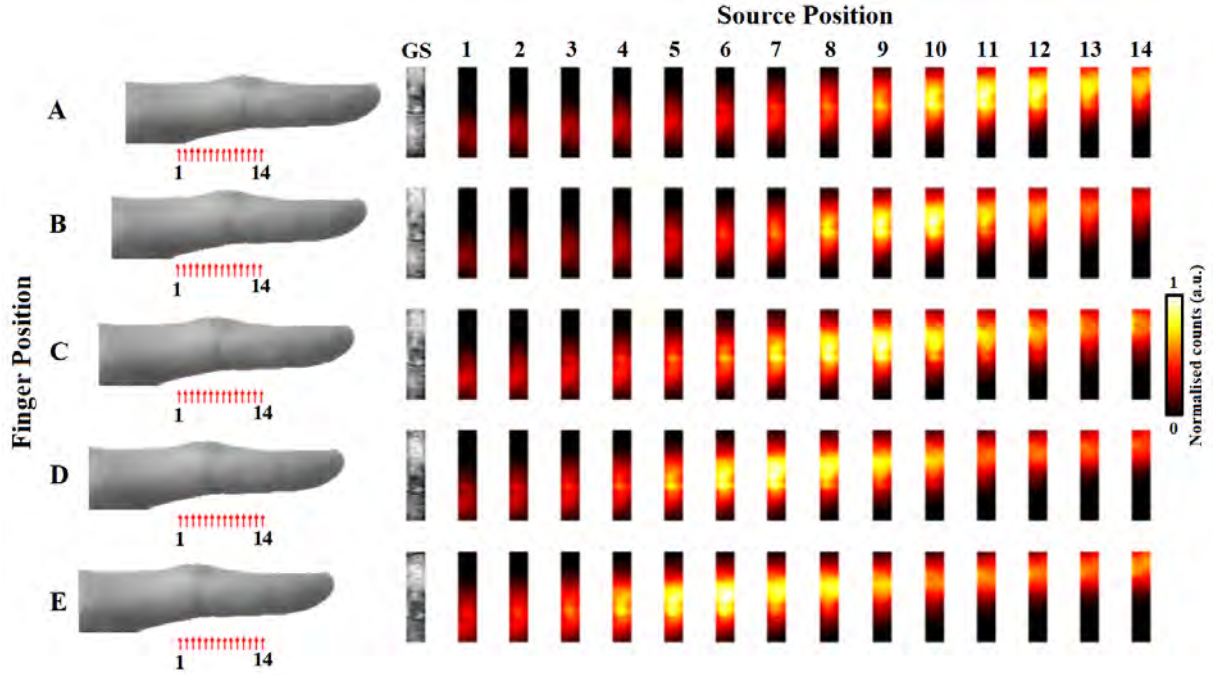 Source Position
GS 1 2 3 4 5 6 7 8 9 10 11 12 13 14
A
1 14
B
1 14
C
1 14
D
1 14
E
1 14
Finger Position
1
0
Normalised counts (a.u.)